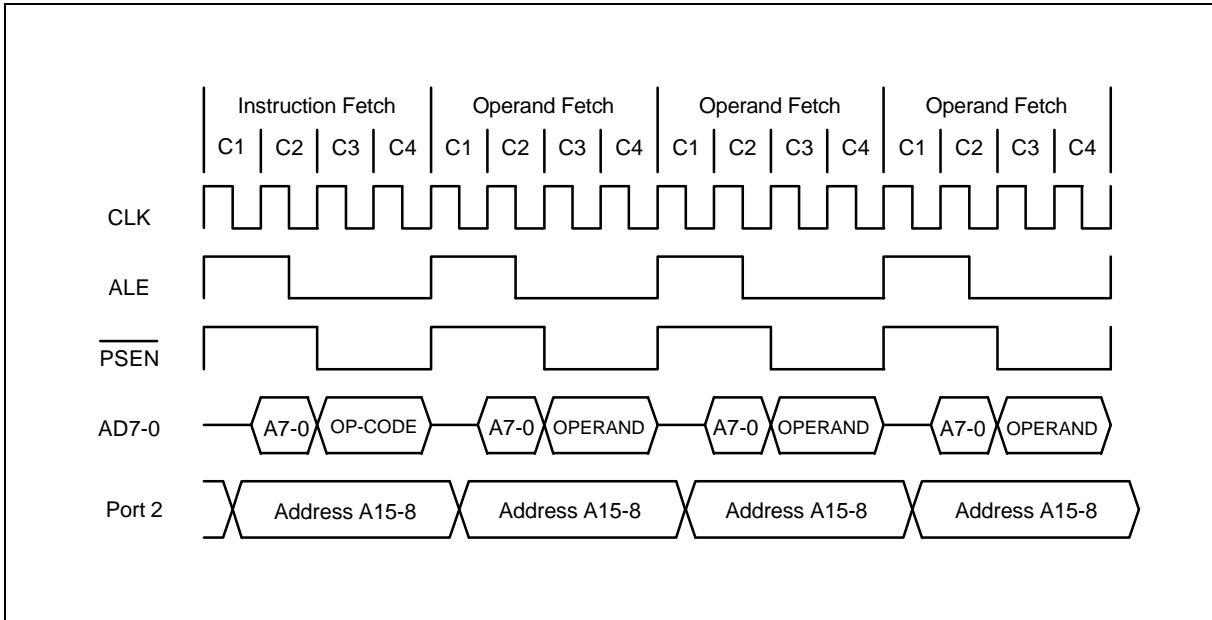 Instruction Fetch Operand Fetch Operand Fetch Operand Fetch
C1 C2 C3 C4 C1 C2 C3 C4 C1 C2 C3 C4 C1 C2 C3 C4
CLK
ALE
PSEN
AD7-0 A7-0 OP-CODE A7-0 OPERAND A7-0 OPERAND A7-0 OPERAND
Port 2 Address A15-8 Address A15-8 Address A15-8 Address A15-8